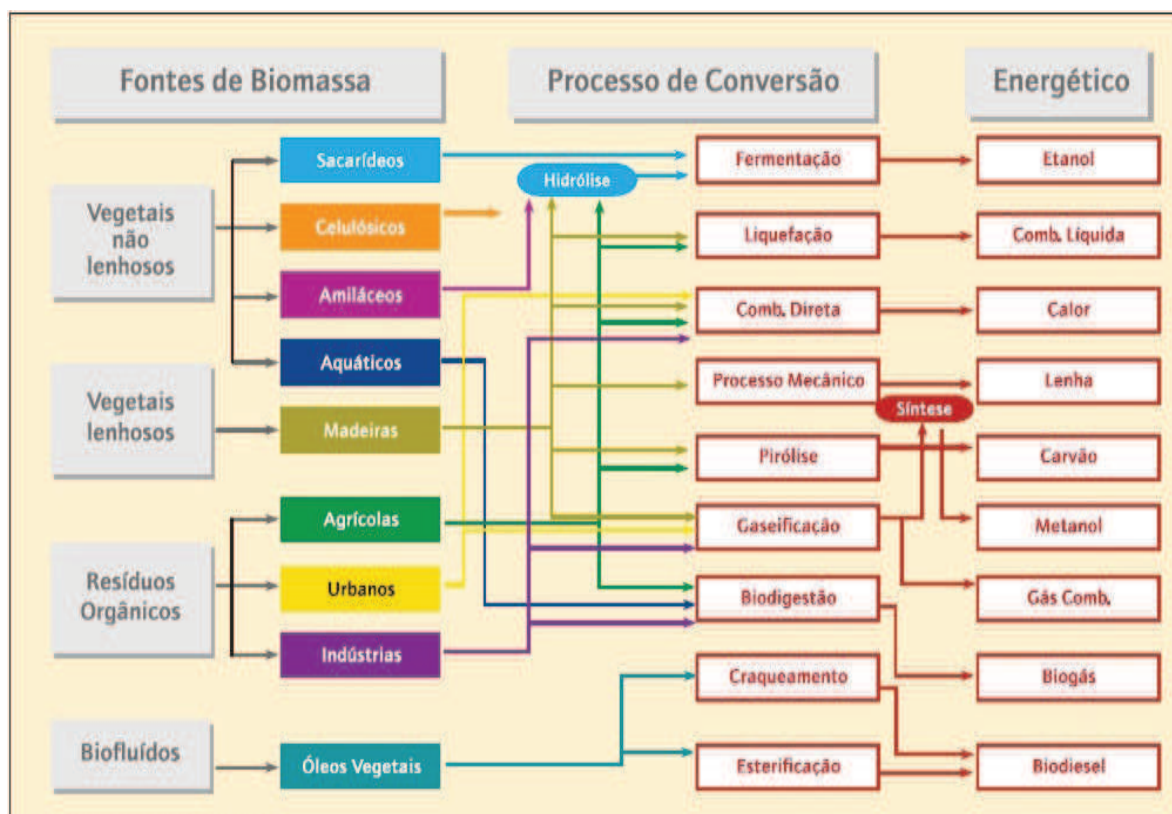 Fontes de Biomassa
Processo de Conversão
Energético
Vegetais
não
lenhosos
Vegetais
lenhosos
Resíduos
Orgânicos
Biofluídos
Sacarídeos
Celulósicos
Amiláceos
Aquáticos
Madeiras
Agrícolas
Urbanos
Indústrias
Óleos Vegetais
Hidrólise
Fermentação
Liquefação
Comb. Direta
Processo Mecânico
Pirólise
Gaseificação
Biodigestão
Craqueamento
Esterificação
Síntese
Etanol
Comb. Líquida
Calor
Lenha
Carvão
Metanol
Gás Comb.
Biogás
Biodiesel